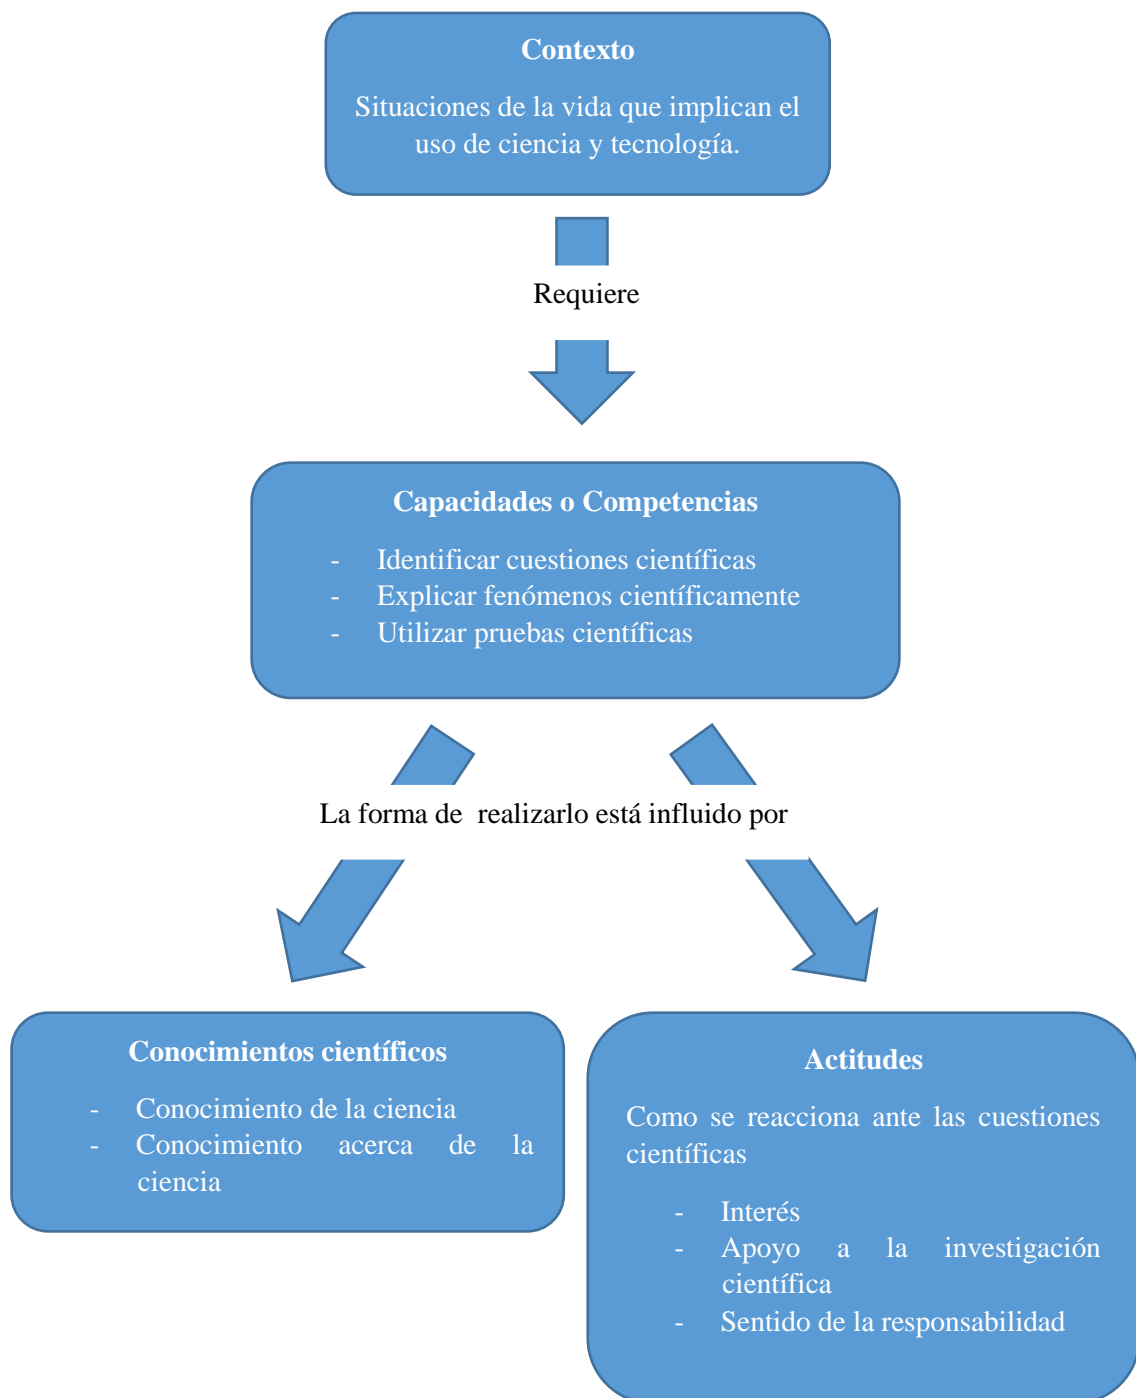 Contexto
Situaciones de la vida que implican el
uso de ciencia y tecnología.
Requiere
Capacidades o Competencias
- Identificar cuestiones científicas
- Explicar fenómenos científicamente
- Utilizar pruebas científicas
La forma de realizarlo está influido por
Conocimientos científicos
- Conocimiento de la ciencia
- Conocimiento acerca de la
ciencia
Actitudes
Como se reacciona ante las cuestiones
científicas
- Interés
- Apoyo a la investigación
científica
- Sentido de la responsabilidad